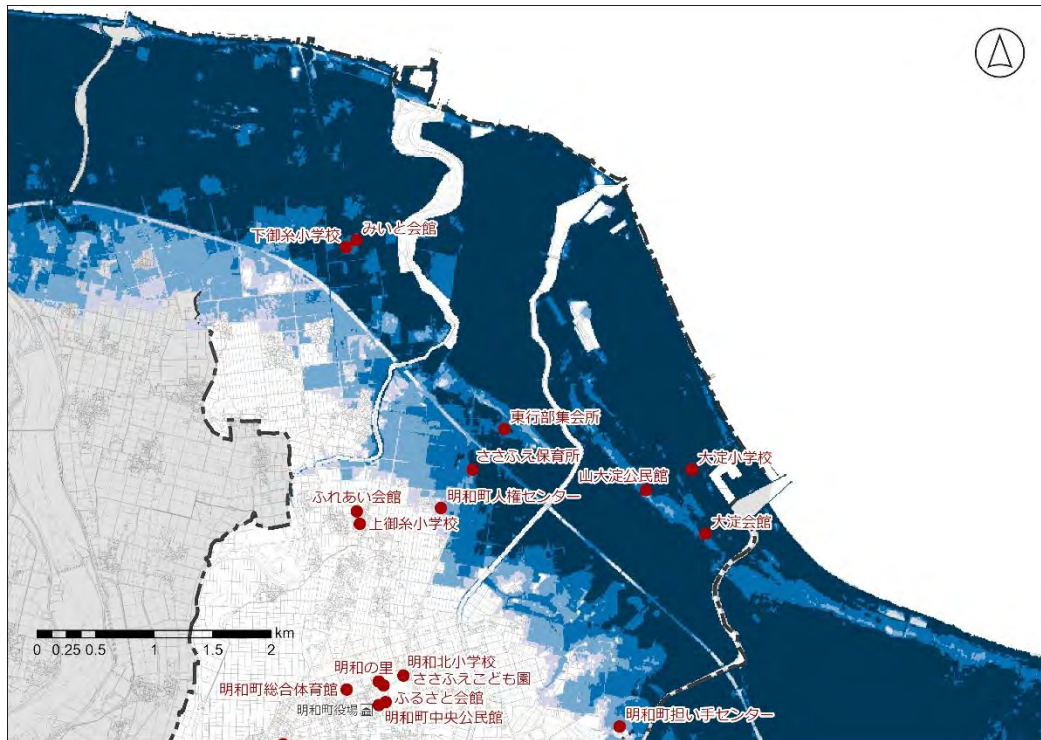 下御糸小学校
みいと会館
東行部集会所
ささふえ保育所
大淀小学校
山大淀公民館
ふれあい会館
明和町人権センター
上御糸小学校
大淀会館
km
0 0.25 0.5 1 1.5 2
明和の里
明和北小学校
ささふえこども園
明和町総合体育館
ふるさと会館
明和町役場
明和町中央公民館
明和町担い手センター